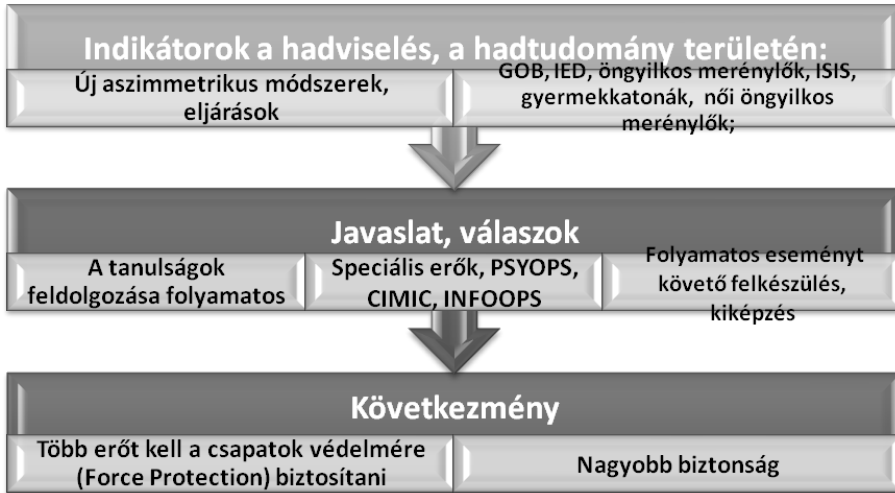 Indikátorok a hadviselés, a hadtudomány területén:
Új aszimmetrikus módszerek,
eljárások
GOB, IED, öngyilkos merénylők, ISIS,
gyermekkatonák, női öngyilkos
merénylők;
Javaslat, válaszok
A tanulságok
feldolgozása folyamatos
Speciális erők, PSYOPS,
CIMIC, INFOOPS
Folyamatos eseményt
követő felkészülés,
kiképzés
Következmény
Több erőt kell a csapatok védelmére
(Force Protection) biztosítani
Nagyobb biztonság